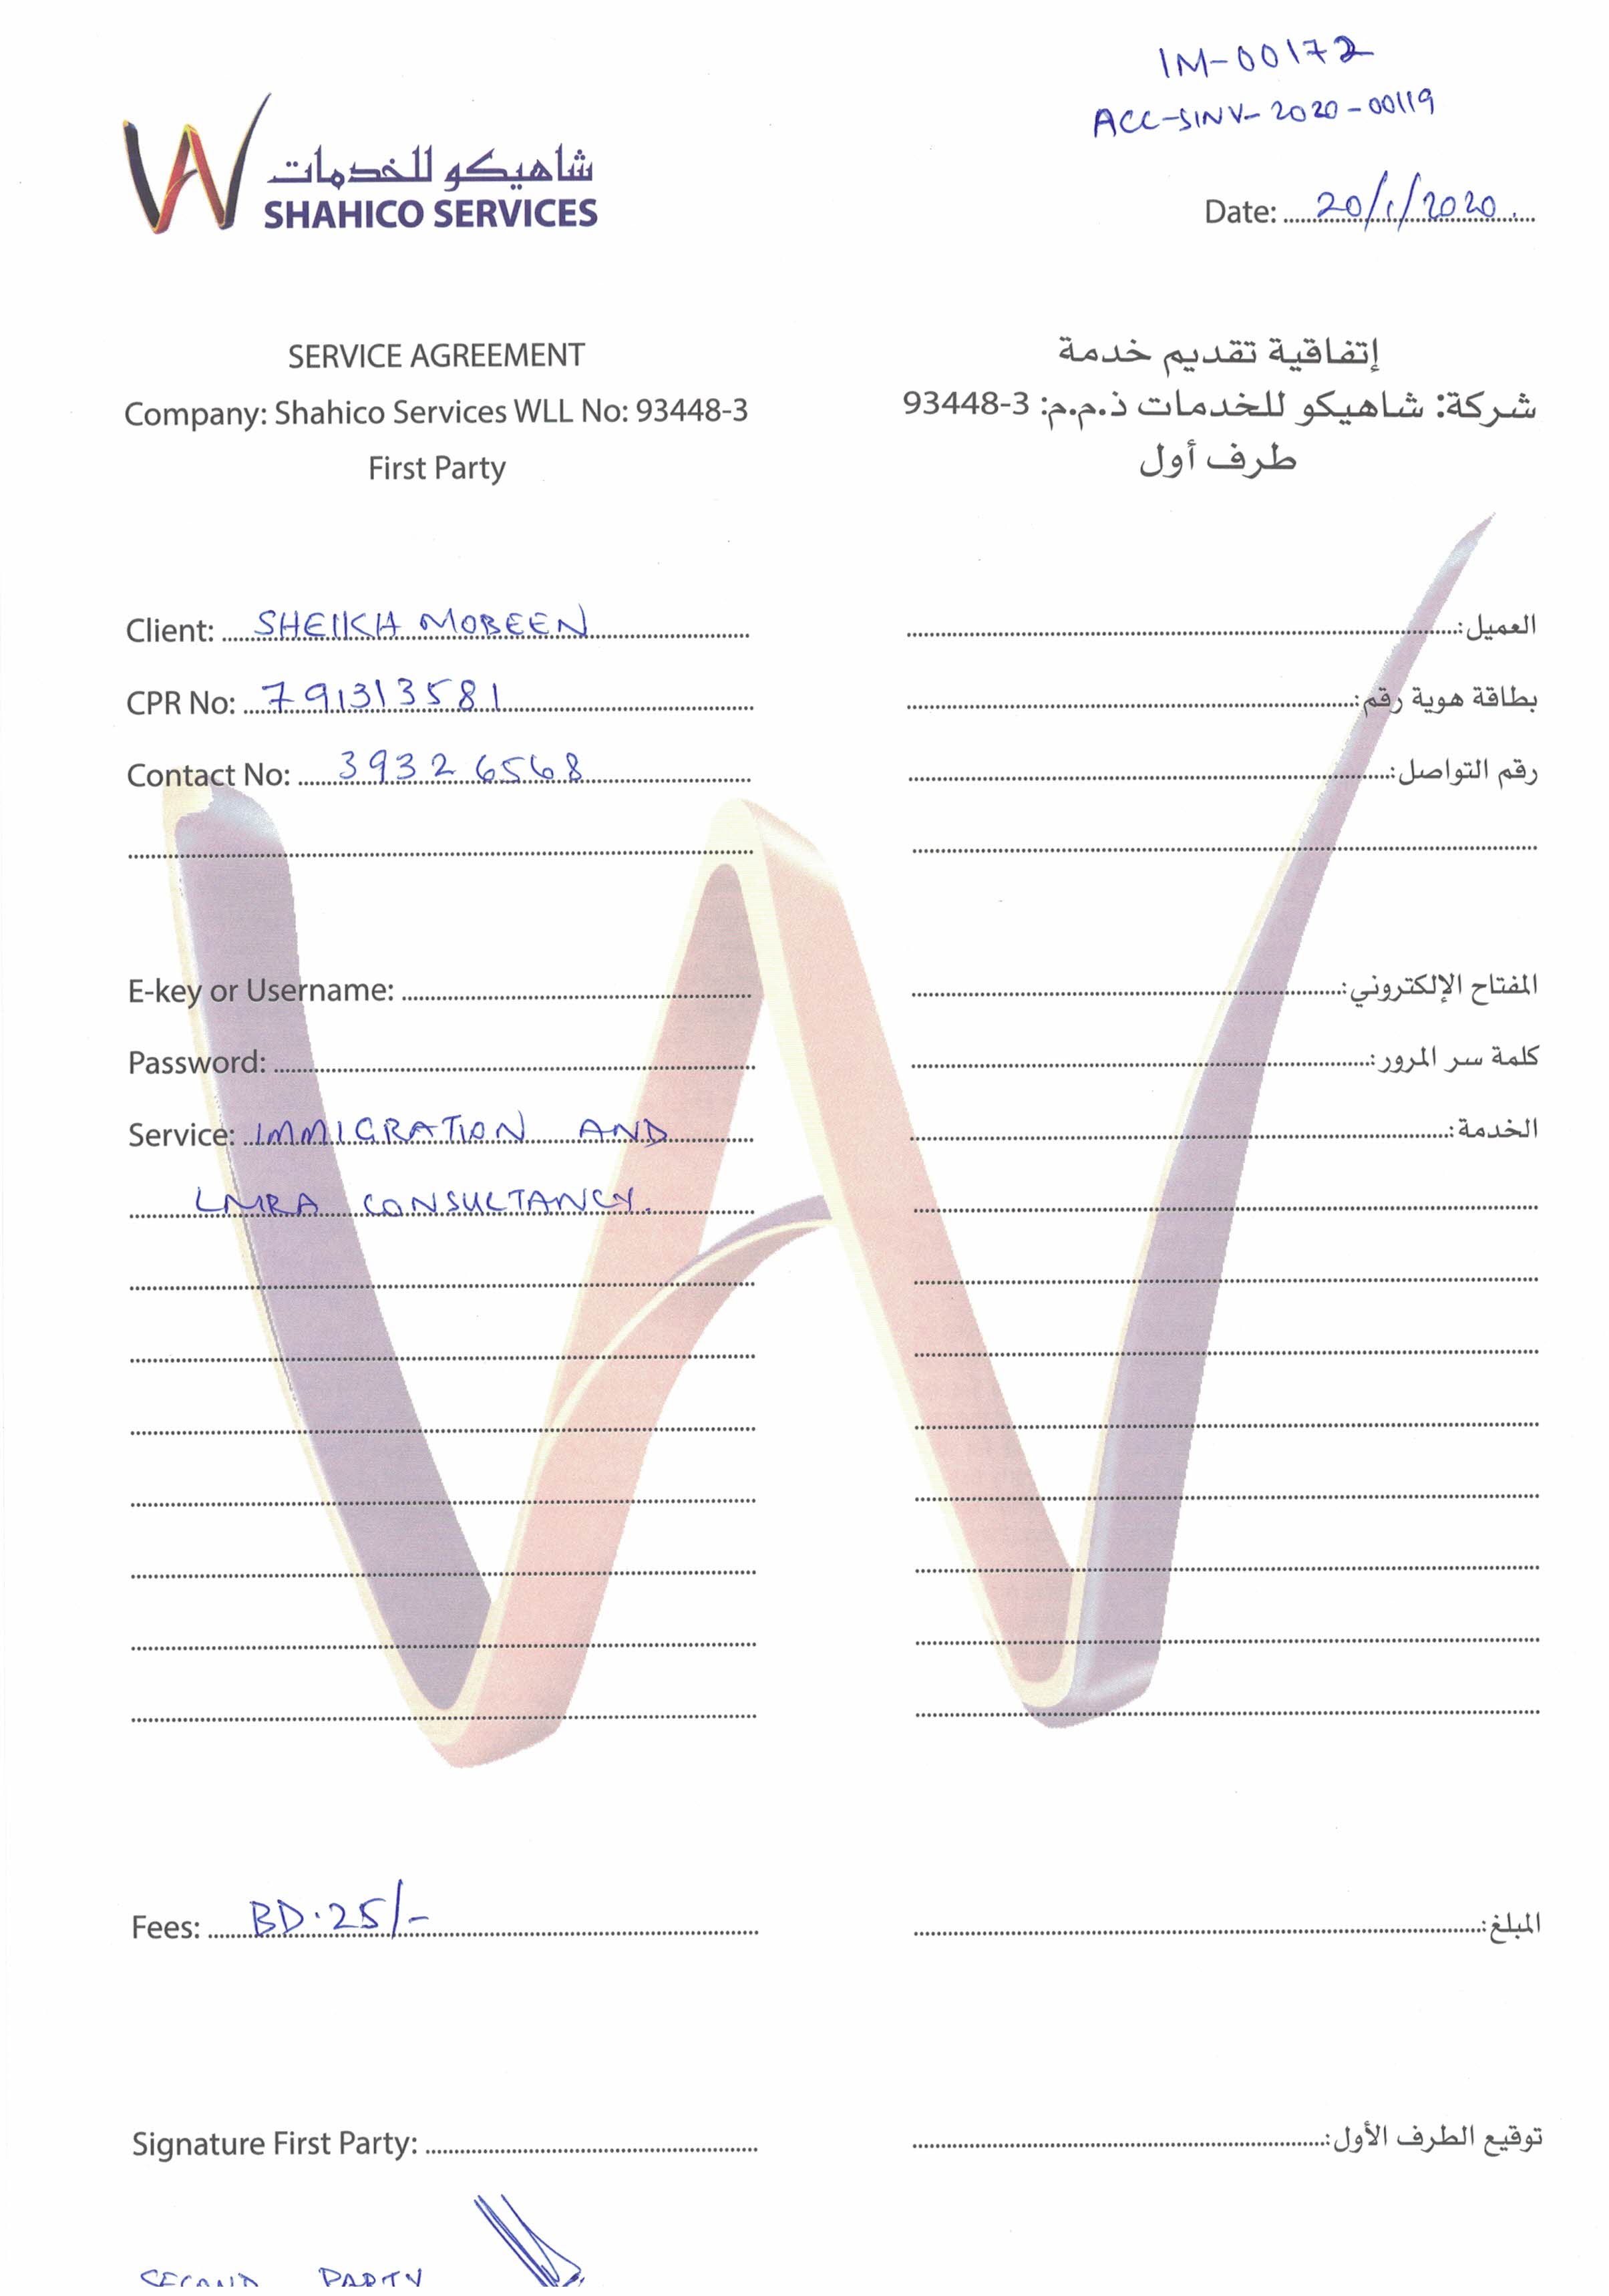 IM-00172
ACC-SINV-2020-00119
شاهيكو للخدمات
SHAHICO SERVICES
Date: 20/1/2020.
SERVICE AGREEMENT
إتفاقية تقديم خدمة
Company: Shahico Services WLL No: 93448-3
شركة: شاهيكو للخدمات ذ.م.م: 3-93448
First Party
طرف أول
Client: SHEIKH MOBEEN
العميل:
CPR No: 791313581
بطاقة هوية رقم:
Contact No: 3932 6568
رقم التواصل:
E-key or Username:
المفتاح الإلكتروني:
Password:
كلمة سر المرور:
Service: IMMIGRATION AND
الخدمة:
LMRA CONSULTANCY.
Fees: BD.25/-
المبلغ:
Signature First Party:
توقيع الطرف الأول:
SECOND PARTY